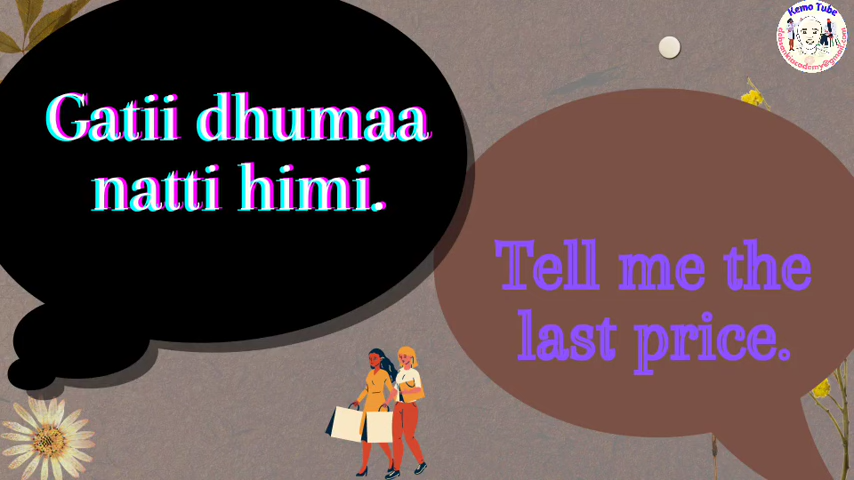 Kemo Tube
Gatii dhumaa
natti himi.
Tell me the
last price.